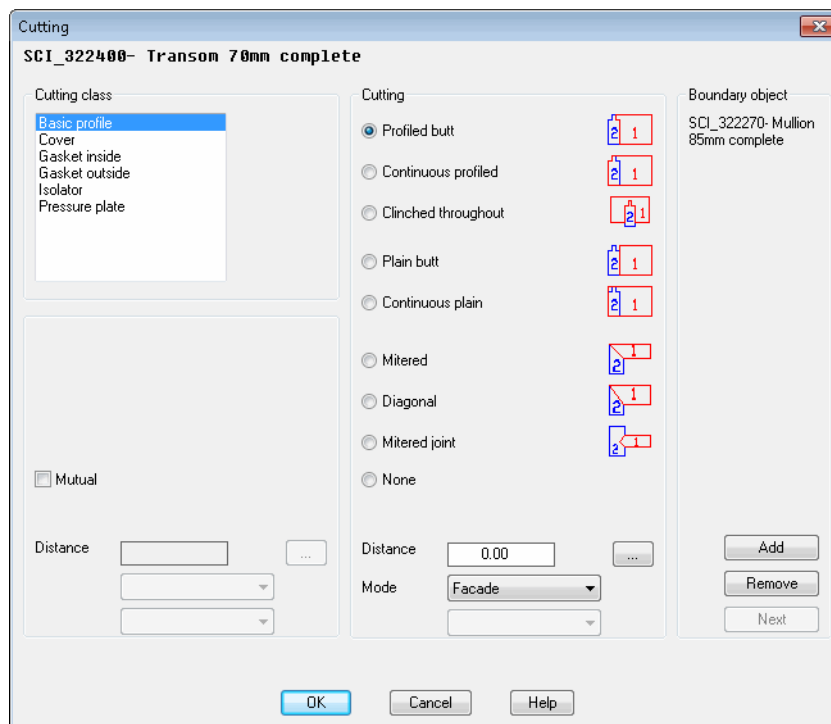 Cutting
SCI_322400- Transom 70mm complete
Cutting class
Basic profile
Cover
Gasket inside
Gasket outside
Isolator
Pressure plate
Mutual
Distance
...
Cutting
Profiled butt
2 1
Continuous profiled
2 1
Clinched throughout
2 1
Plain butt
2 1
Continuous plain
2 1
Mitered
2 1
Diagonal
2 1
Mitered joint
2 1
None
Distance 0.00 ...
Mode Facade
Boundary object
SCI_322270- Mullion
85mm complete
Add
Remove
Next
OK Cancel Help